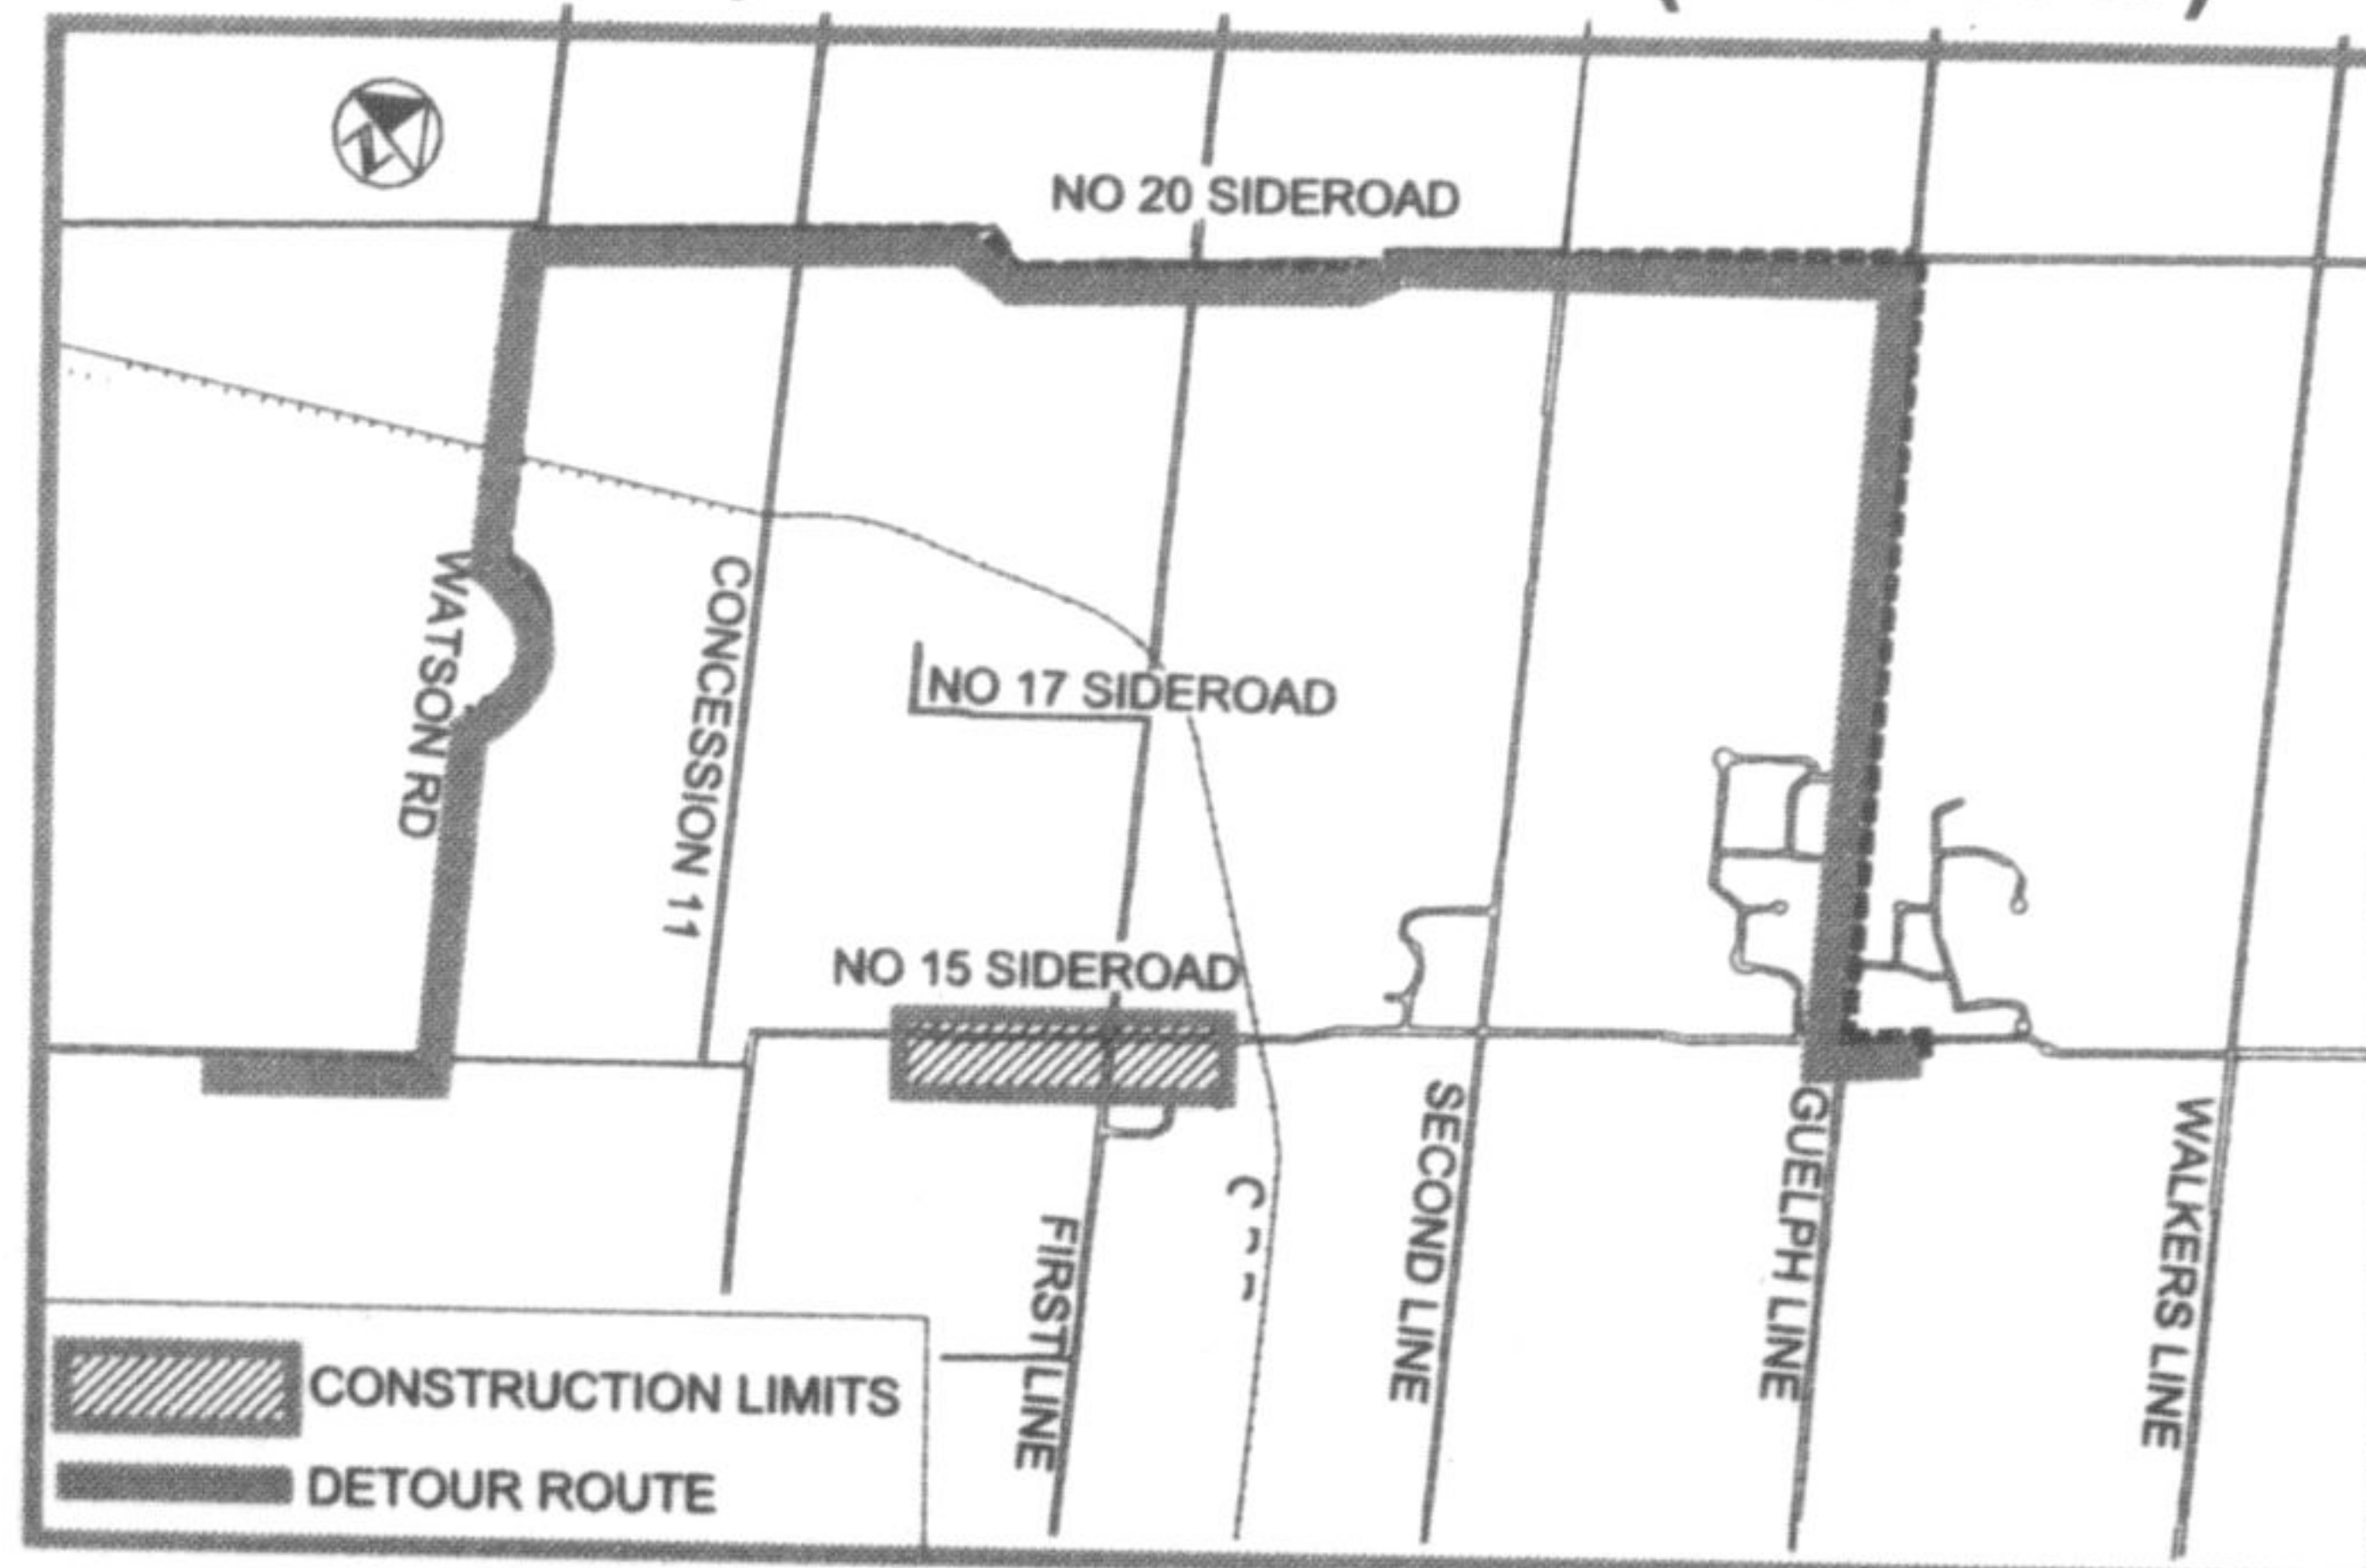 N
NO 20 SIDEROAD
WATSON RD
CONCESSION 11
NO 17 SIDEROAD
NO 15 SIDEROAD
FIRST LINE
SECOND LINE
GUELPH LINE
WALKERS LINE
CONSTRUCTION LIMITS
DETOUR ROUTE